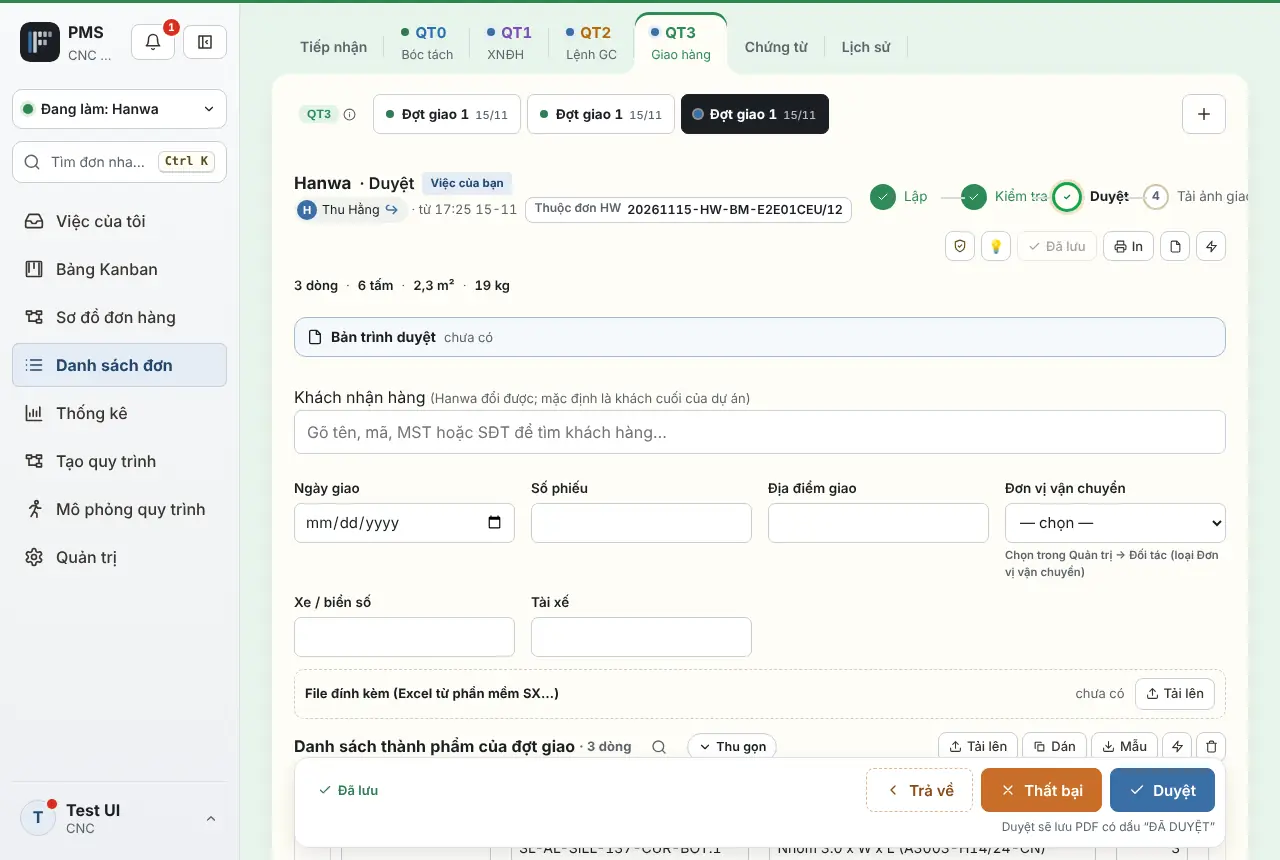 PMS
CNC ...
1
Đang làm: Hanwa
Tìm đơn nha... Ctrl K
Việc của tôi
Bảng Kanban
Sơ đồ đơn hàng
Danh sách đơn
Thống kê
Tạo quy trình
Mô phỏng quy trình
Quản trị
T
Test UI
CNC
Tiếp nhận
QT0
Bóc tách
QT1
XNĐH
QT2
Lệnh GC
QT3
Giao hàng
Chứng từ
Lịch sử
QT3
Đợt giao 1 15/11
Đợt giao 1 15/11
Đợt giao 1 15/11
Hanwa · Duyệt Việc của bạn
H Thu Hằng · từ 17:25 15-11 Thuộc đơn HW 20261115-HW-BM-E2E01CEU/12
Lập
Kiểm tra
Duyệt
4 Tải ảnh giao
Đã lưu
In
3 dòng · 6 tấm · 2,3 m² · 19 kg
Bản trình duyệt chưa có
Khách nhận hàng (Hanwa đổi được; mặc định là khách cuối của dự án)
Gõ tên, mã, MST hoặc SĐT để tìm khách hàng...
Ngày giao
mm/dd/yyyy
Số phiếu
Địa điểm giao
Đơn vị vận chuyển
— chọn —
Chọn trong Quản trị → Đối tác (loại Đơn
vị vận chuyển)
Xe / biển số
Tài xế
File đính kèm (Excel từ phần mềm SX...)
chưa có
Tải lên
Danh sách thành phẩm của đợt giao · 3 dòng
Thu gọn
Tải lên
Dán
Mẫu
Đã lưu
Trả về
Thất bại
Duyệt
Duyệt sẽ lưu PDF có dấu “ĐÃ DUYỆT”